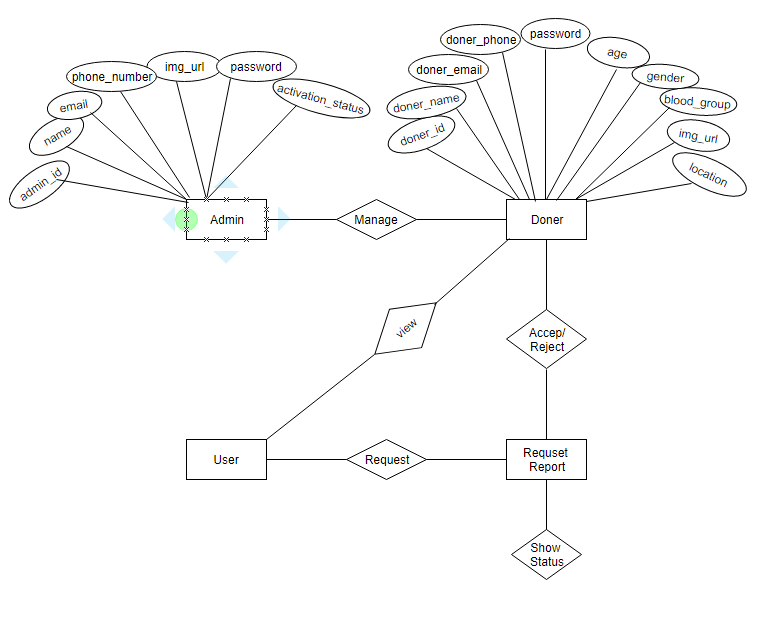 doner_phone
password
age
img_url
password
phone_number
doner_email
gender
activation_status
doner_name
blood_group
email
name
doner_id
img_url
location
admin_id
Admin
Manage
Doner
view
Accep/
Reject
User
Request
Requset
Report
Show
Status